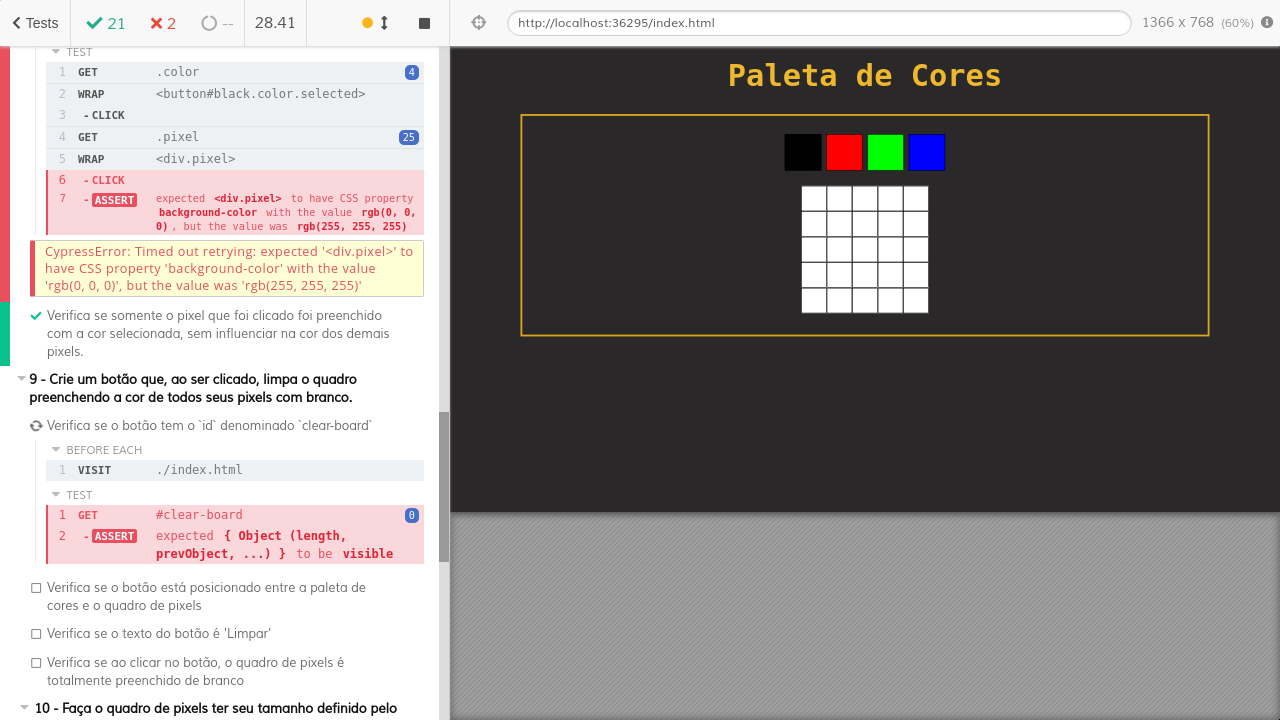 Tests
21
2
--
28.41
http://localhost:36295/index.html
1366 x 768 (60%)
TEST
1 GET .color 4
2 WRAP <button#black.color.selected>
3 - CLICK
4 GET .pixel 25
5 WRAP <div.pixel>
6 - CLICK
7 - ASSERT expected <div.pixel> to have CSS property
background-color with the value rgb(0, 0,
0) , but the value was rgb(255, 255, 255)
CypressError: Timed out retrying: expected '<div.pixel>' to
have CSS property 'background-color' with the value
'rgb(0, 0, 0)', but the value was 'rgb(255, 255, 255)'
Verifica se somente o pixel que foi clicado foi preenchido
com a cor selecionada, sem influenciar na cor dos demais
pixels.
9 - Crie um botão que, ao ser clicado, limpa o quadro
preenchendo a cor de todos seus pixels com branco.
Verifica se o botão tem o `id` denominado `clear-board`
BEFORE EACH
1 VISIT ./index.html
TEST
1 GET #clear-board 0
2 - ASSERT expected { Object (length,
prevObject, ...) } to be visible
Verifica se o botão está posicionado entre a paleta de
cores e o quadro de pixels
Verifica se o texto do botão é 'Limpar'
Verifica se ao clicar no botão, o quadro de pixels é
totalmente preenchido de branco
10 - Faça o quadro de pixels ter seu tamanho definido pelo
Paleta de Cores